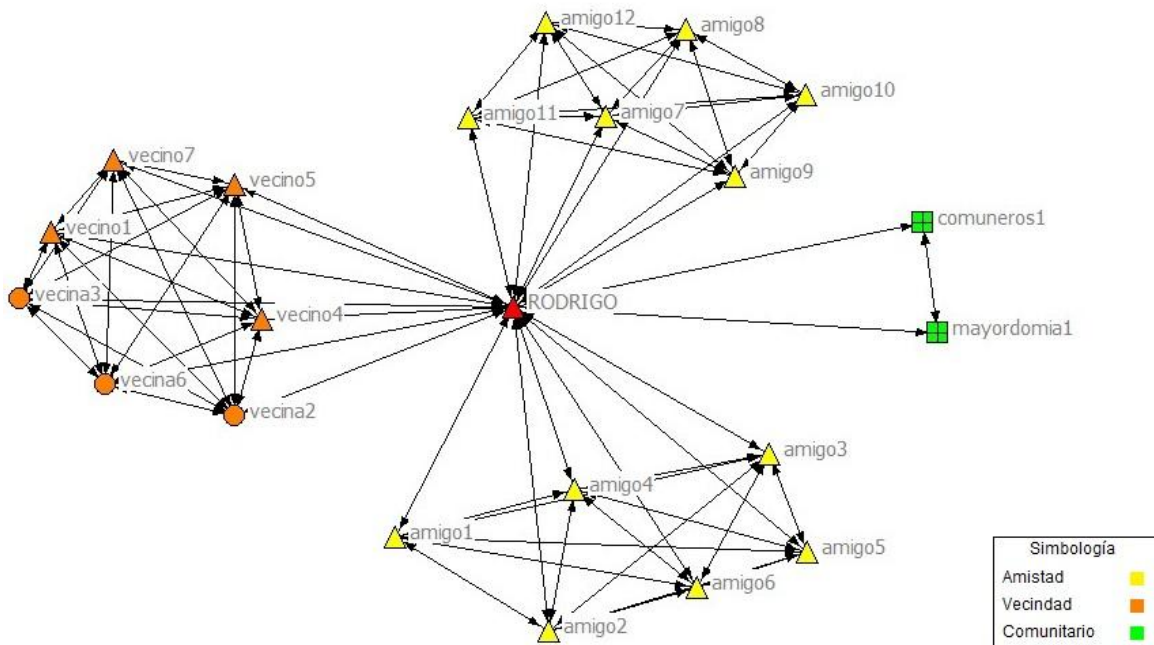 amigo12
amigo8
amigo10
amigo11
amigo7
vecino7
vecino5
amigo9
comuneros1
vecino1
vecina3
RODRIGO
vecino4
mayordomia1
vecina6
vecina2
amigo3
amigo4
amigo1
amigo5
amigo6
amigo2
Simbología
Amistad
Vecindad
Comunitario